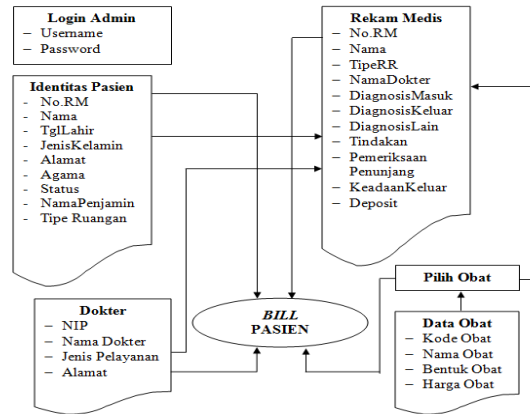 Login Admin
– Username
– Password
Identitas Pasien
- No.RM
- Nama
- TglLahir
- JenisKelamin
- Alamat
- Agama
- Status
- NamaPenjamin
- Tipe Ruangan
Rekam Medis
– No.RM
– Nama
– TipeRR
– NamaDokter
– DiagnosisMasuk
– DiagnosisKeluar
– DiagnosisLain
– Tindakan
– Pemeriksaan
Penunjang
– KeadaanKeluar
– Deposit
Dokter
– NIP
– Nama Dokter
– Jenis Pelayanan
– Alamat
BILL
PASIEN
Pilih Obat
Data Obat
– Kode Obat
– Nama Obat
– Bentuk Obat
– Harga Obat